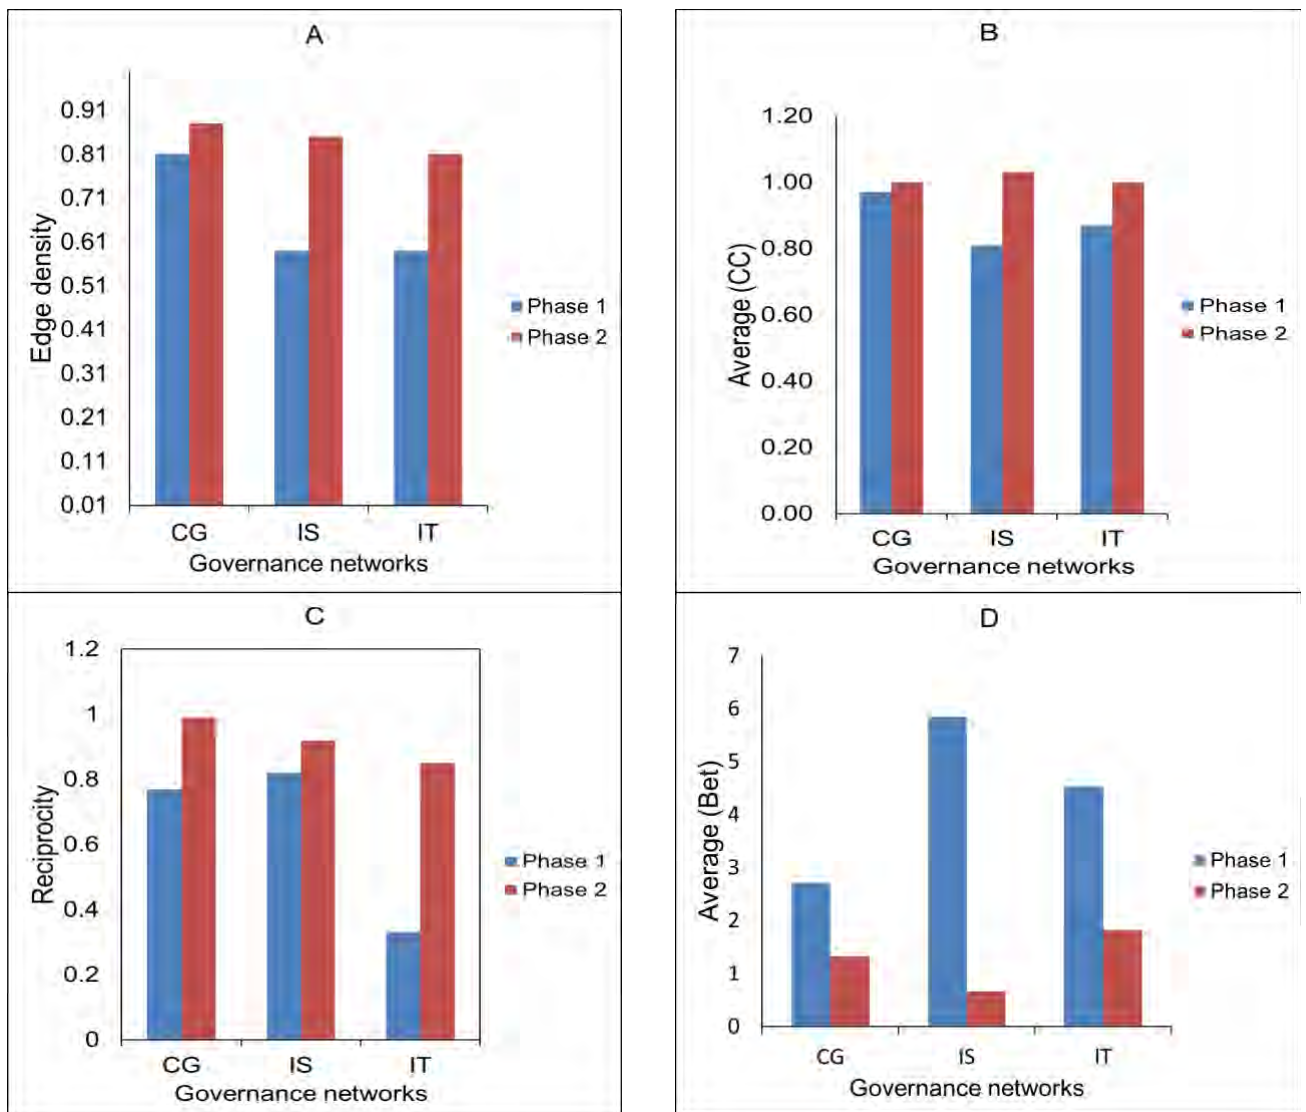 A
Edge density
0.91
0.81
0.71
0.61
0.51
0.41
0.31
0.21
0.11
0.01
CG IS IT
Governance networks
Phase 1
Phase 2
B
Average (CC)
1.20
1.00
0.80
0.60
0.40
0.20
0.00
CG IS IT
Governance networks
Phase 1
Phase 2
C
Reciprocity
1.2
1
0.8
0.6
0.4
0.2
0
CG IS IT
Governance networks
Phase 1
Phase 2
D
Average (Bet)
7
6
5
4
3
2
1
0
CG IS IT
Governance networks
Phase 1
Phase 2